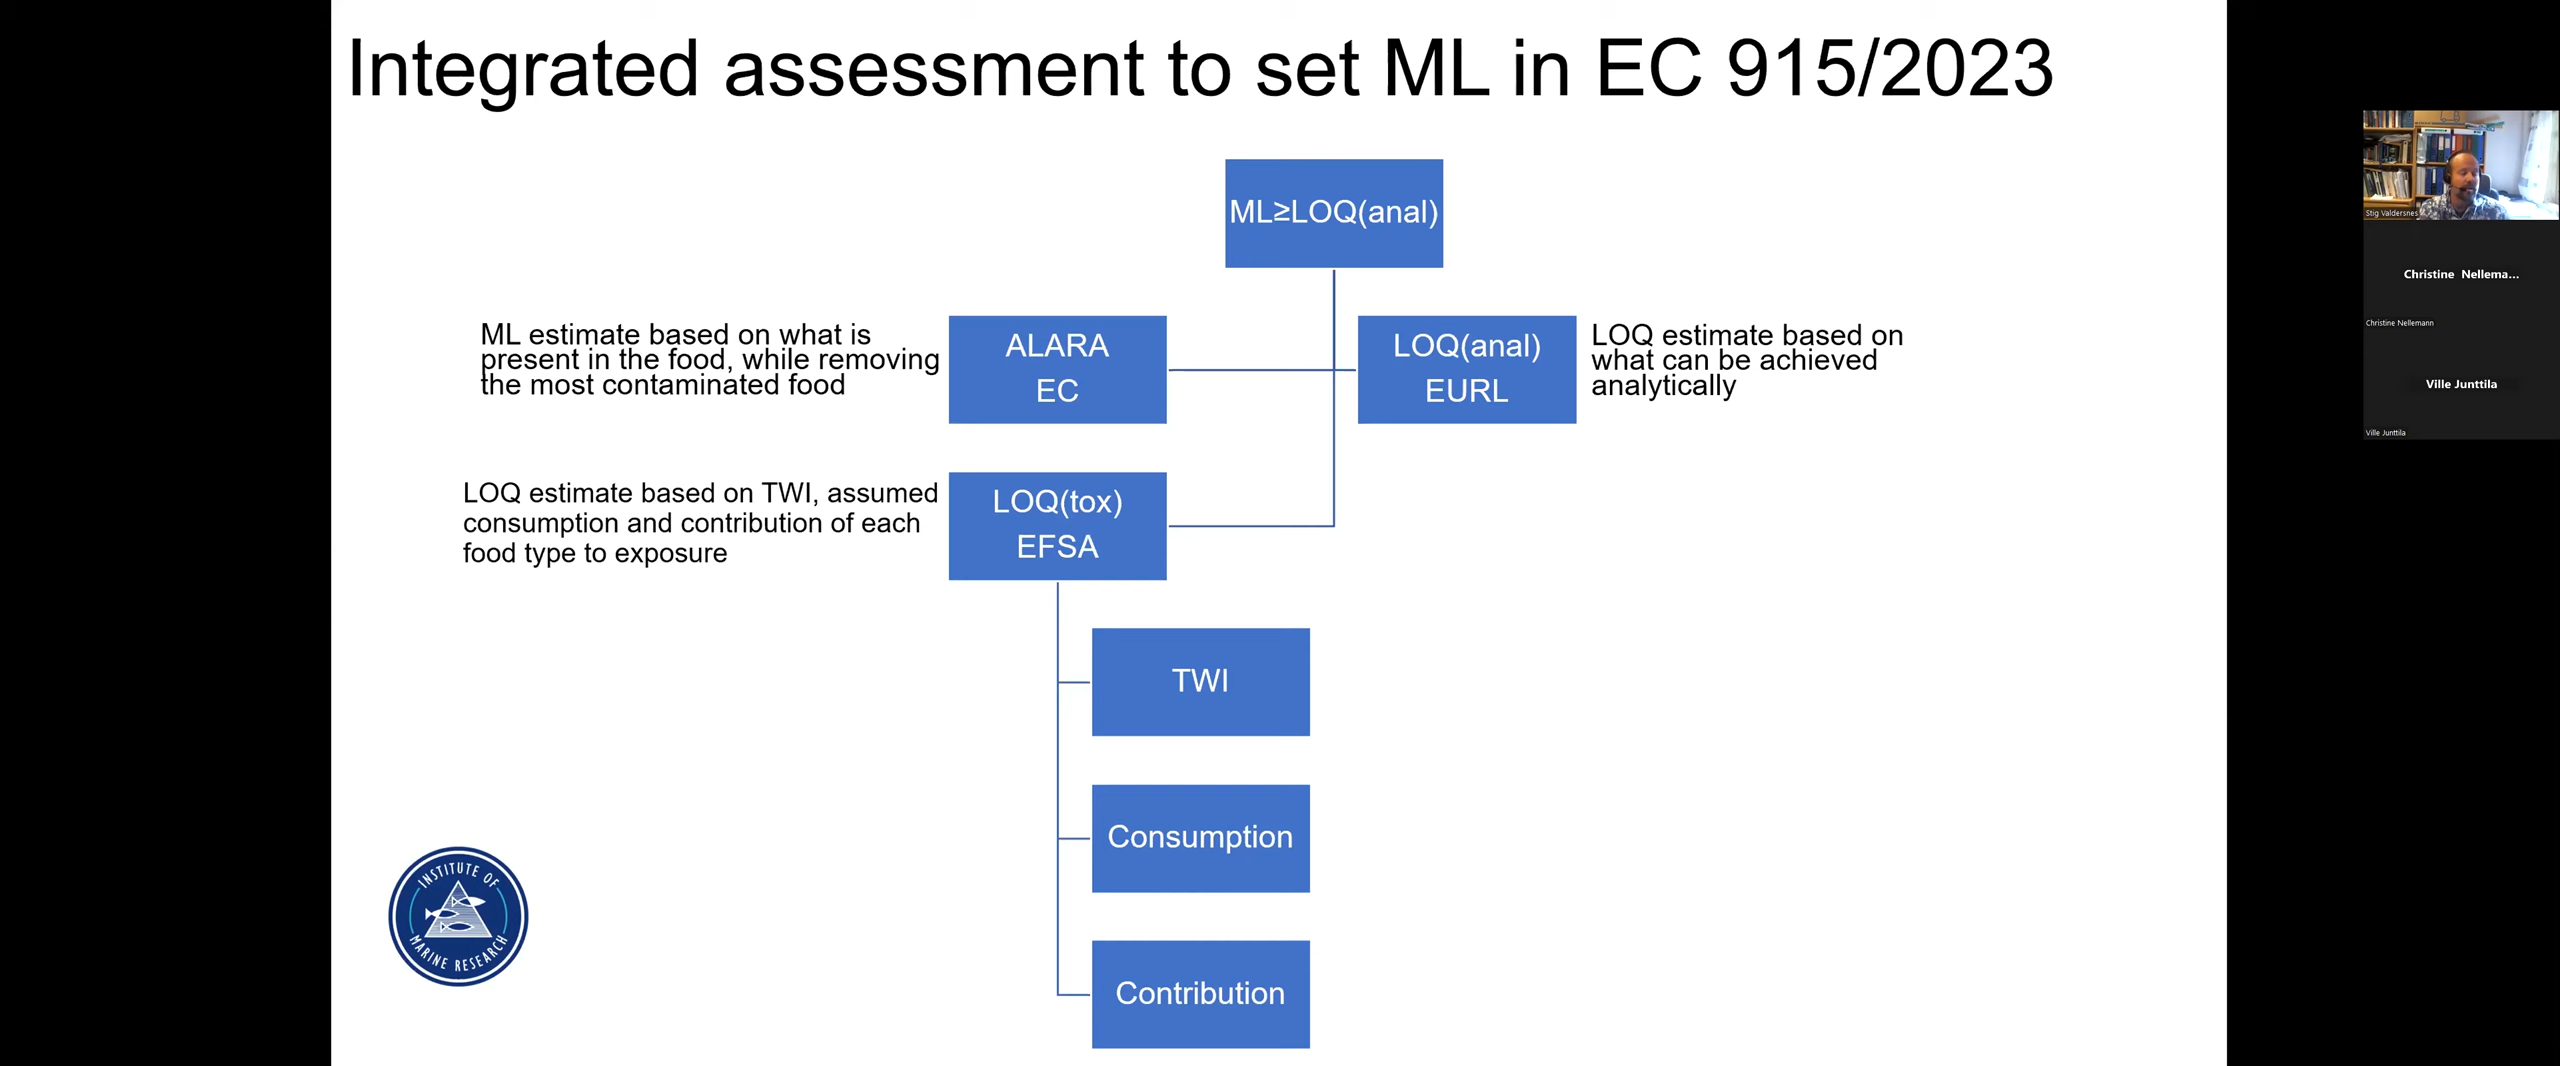 Integrated assessment to set ML in EC 915/2023
ML≥LOQ(anal)
ML estimate based on what is
present in the food, while removing
the most contaminated food
ALARA
EC
LOQ(anal)
EURL
LOQ estimate based on
what can be achieved
analytically
LOQ estimate based on TWI, assumed
consumption and contribution of each
food type to exposure
LOQ(tox)
EFSA
TWI
Consumption
Contribution
INSTITUTE OF
MARINE RESEARCH
Stig Valdersnes
Christine Nellema...
Christine Nellemann
Ville Junttila
Ville Junttila